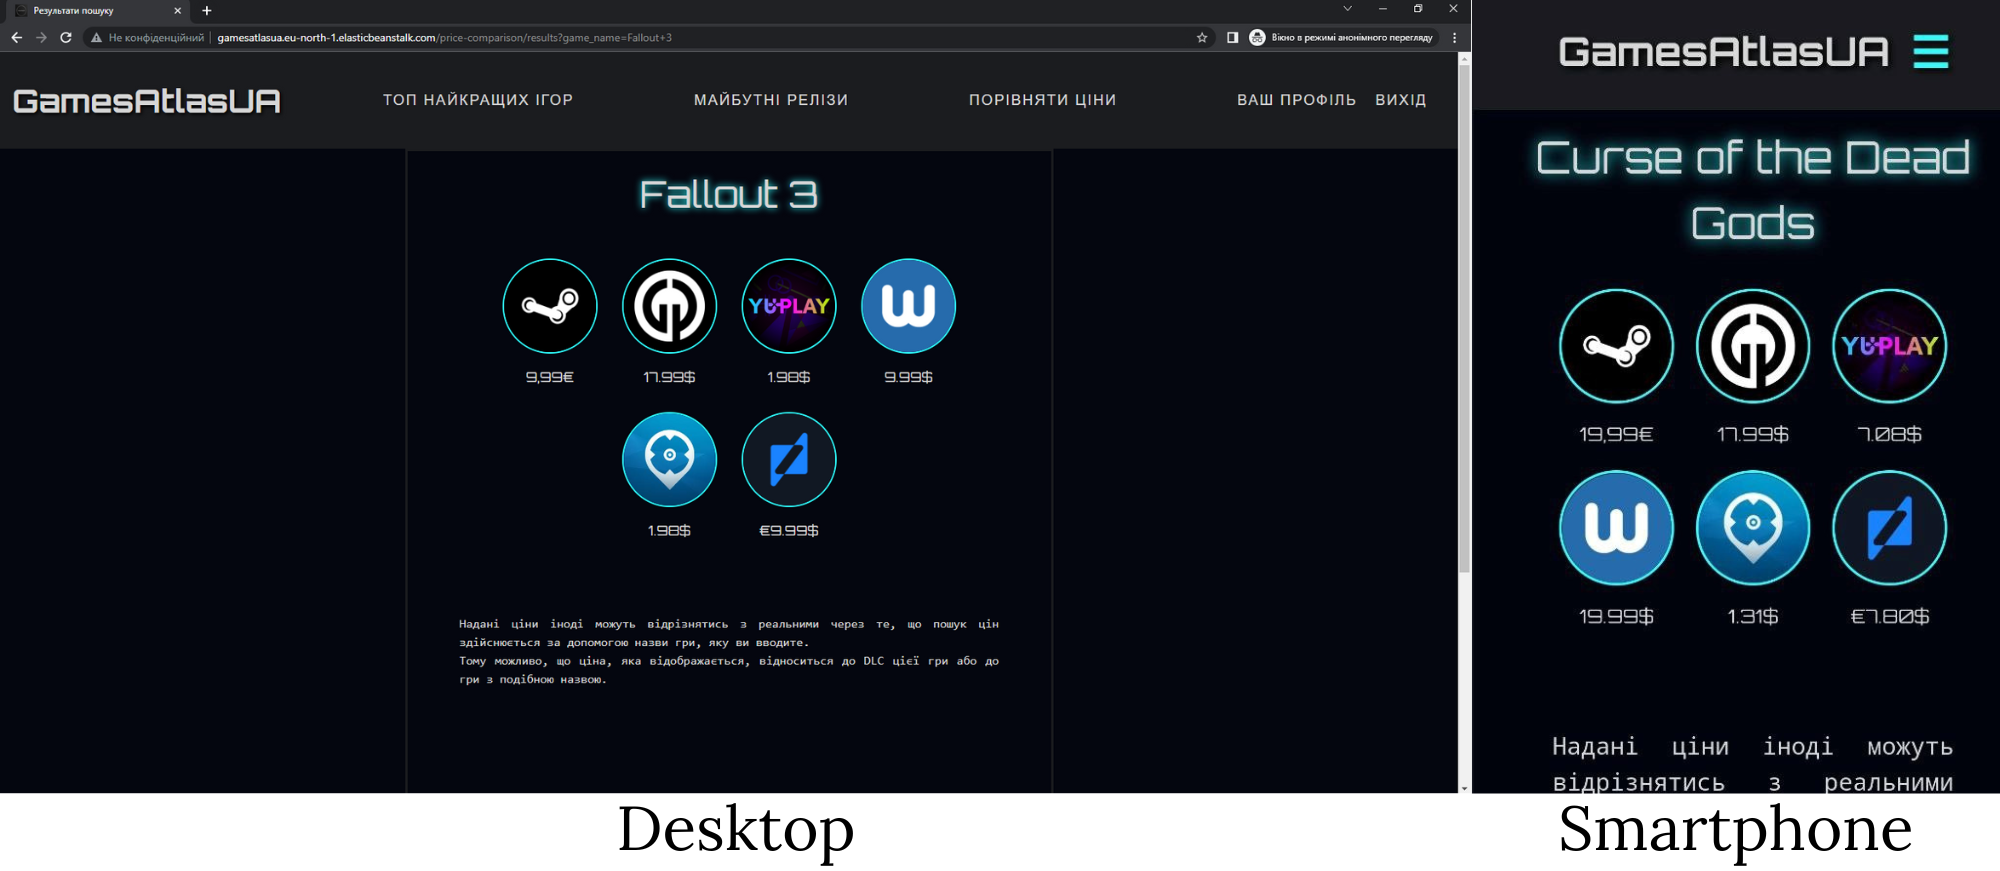 Результати пошуку
Не конфіденційний | gamesatlasua.eu-north-1.elasticbeanstalk.com/price-comparison/results?game_name=Fallout+3
Вікно в режимі анонімного перегляду
GamesAtlasUA
ТОП НАЙКРАЩИХ ІГОР
МАЙБУТНІ РЕЛІЗИ
ПОРІВНЯТИ ЦІНИ
ВАШ ПРОФІЛЬ
ВИХІД
Fallout 3
YUPLAY
W
9,99€
17.99$
1.98$
9.99$
1.98$
€9.99$
Надані ціни іноді можуть відрізнятись з реальними через те, що пошук цін
здійснюється за допомогою назви гри, яку ви вводите.
Тому можливо, що ціна, яка відображається, відноситься до DLC цієї гри або до
гри з подібною назвою.
Desktop
GamesAtlasUA
Curse of the Dead
Gods
YUPLAY
19,99€
17.99$
7.08$
W
19.99$
1.31$
€7.80$
Надані ціни іноді можуть
відрізнятись з реальними
Smartphone